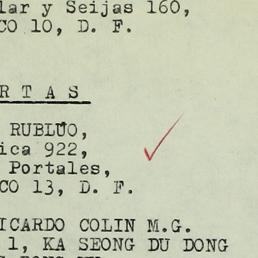 lar y Seijas 160,
CO 10, D. F.
R T A S
RUBLUO,
ica 922,
Portales,
CO 13, D. F.
ICARDO COLIN M.G.
1, KA SEONG DU DONG